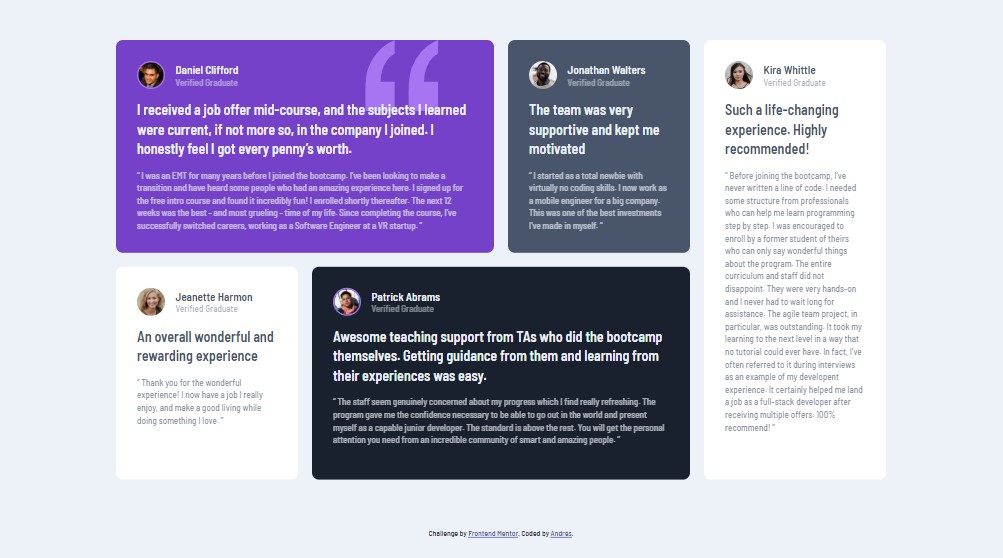 Daniel Clifford
Verified Graduate
I received a job offer mid-course, and the subjects I learned
were current, if not more so, in the company I joined. I
honestly feel I got every penny's worth.
" I was an EMT for many years before I joined the bootcamp. I've been looking to make a
transition and have heard some people who had an amazing experience here. I signed up for
the free intro course and found it incredibly fun! I enrolled shortly thereafter. The next 12
weeks was the best - and most grueling - time of my life. Since completing the course, I've
successfully switched careers, working as a Software Engineer at a VR startup. "
Jonathan Walters
Verified Graduate
The team was very
supportive and kept me
motivated
" I started as a total newbie with
virtually no coding skills. I now work as
a mobile engineer for a big company.
This was one of the best investments
I've made in myself. "
Kira Whittle
Verified Graduate
Such a life-changing
experience. Highly
recommended!
" Before joining the bootcamp, I've
never written a line of code. I needed
some structure from professionals
who can help me learn programming
step by step. I was encouraged to
enroll by a former student of theirs
who can only say wonderful things
about the program. The entire
curriculum and staff did not
disappoint. They were very hands-on
and I never had to wait long for
assistance. The agile team project, in
particular, was outstanding. It took my
learning to the next level in a way that
no tutorial could ever have. In fact, I've
often referred to it during interviews
as an example of my developent
experience. It certainly helped me land
a job as a full-stack developer after
receiving multiple offers. 100%
recommend! "
Jeanette Harmon
Verified Graduate
An overall wonderful and
rewarding experience
" Thank you for the wonderful
experience! I now have a job I really
enjoy, and make a good living while
doing something I love. "
Patrick Abrams
Verified Graduate
Awesome teaching support from TAs who did the bootcamp
themselves. Getting guidance from them and learning from
their experiences was easy.
" The staff seem genuinely concerned about my progress which I find really refreshing. The
program gave me the confidence necessary to be able to go out in the world and present
myself as a capable junior developer. The standard is above the rest. You will get the personal
attention you need from an incredible community of smart and amazing people. "
Challenge by Frontend Mentor. Coded by Andrés.